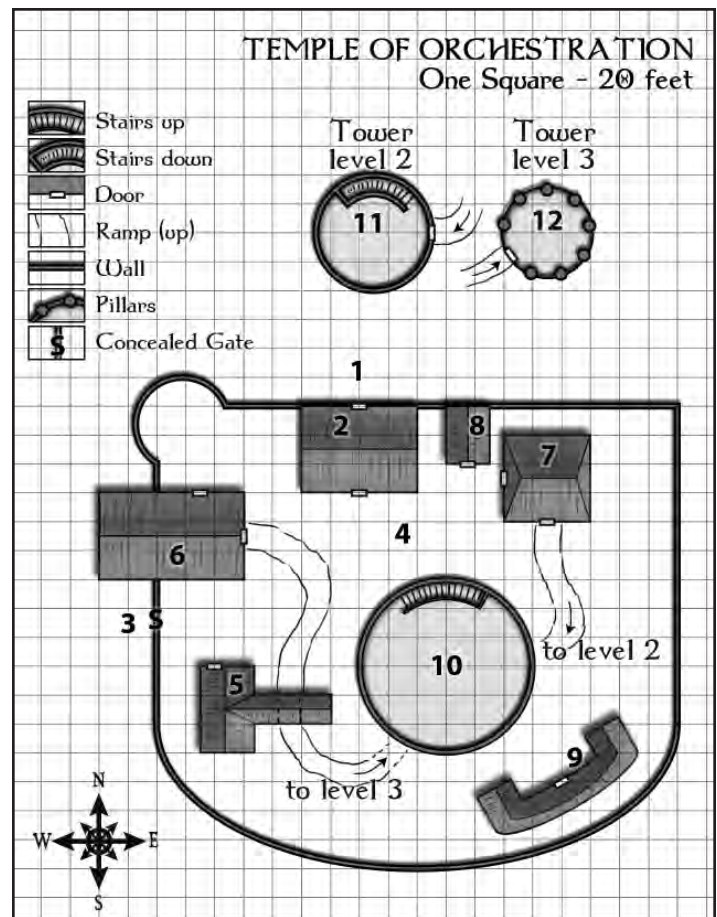 TEMPLE OF ORCHESTRATION
One Square - 20 feet
Stairs up
Stairs down
Door
Ramp (up)
Wall
Pillars
S
Concealed Gate
Tower
level 2
Tower
level 3
11
12
1
2
8
7
4
6
3
S
to level 2
10
5
9
to level 3
N
W
E
S